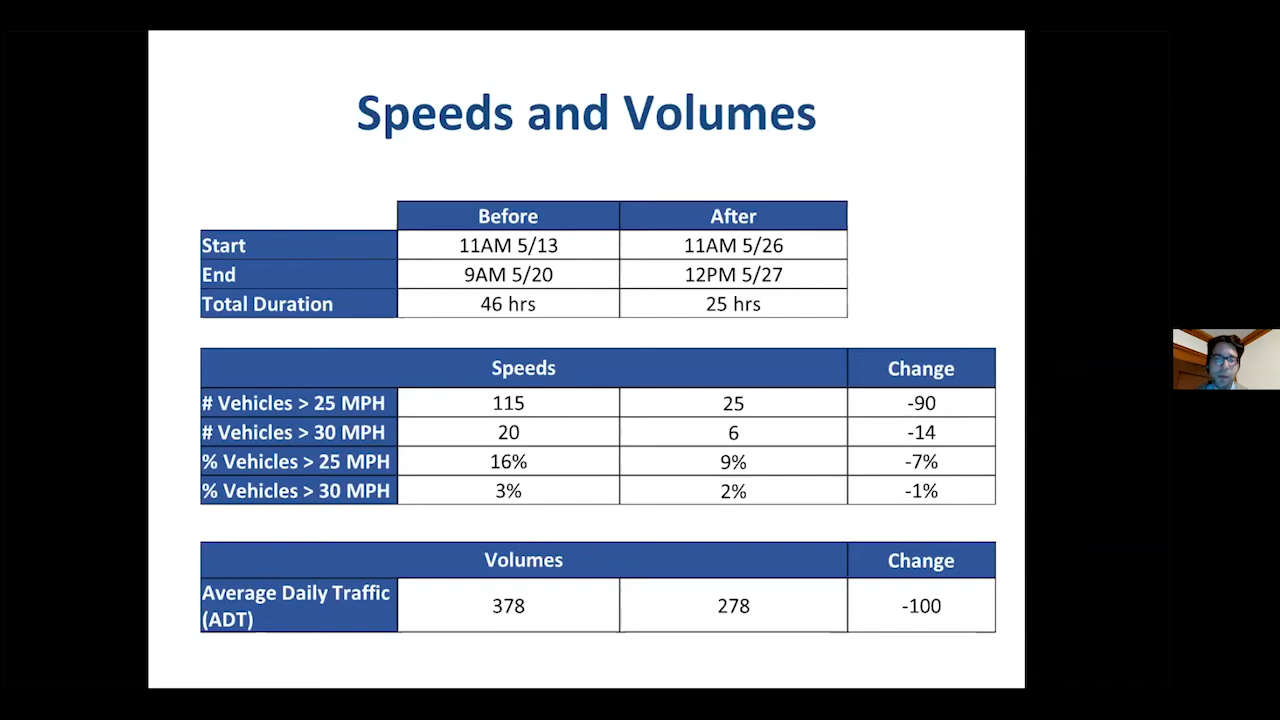 Speeds and Volumes
Before After
Start 11AM 5/13 11AM 5/26
End 9AM 5/20 12PM 5/27
Total Duration 46 hrs 25 hrs
Speeds Change
# Vehicles > 25 MPH 115 25 -90
# Vehicles > 30 MPH 20 6 -14
% Vehicles > 25 MPH 16% 9% -7%
% Vehicles > 30 MPH 3% 2% -1%
Volumes Change
Average Daily Traffic
(ADT) 378 278 -100